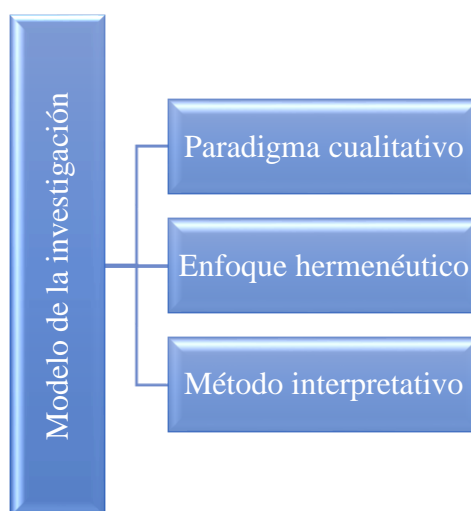 Modelo de la investigación
Paradigma cualitativo
Enfoque hermenéutico
Método interpretativo